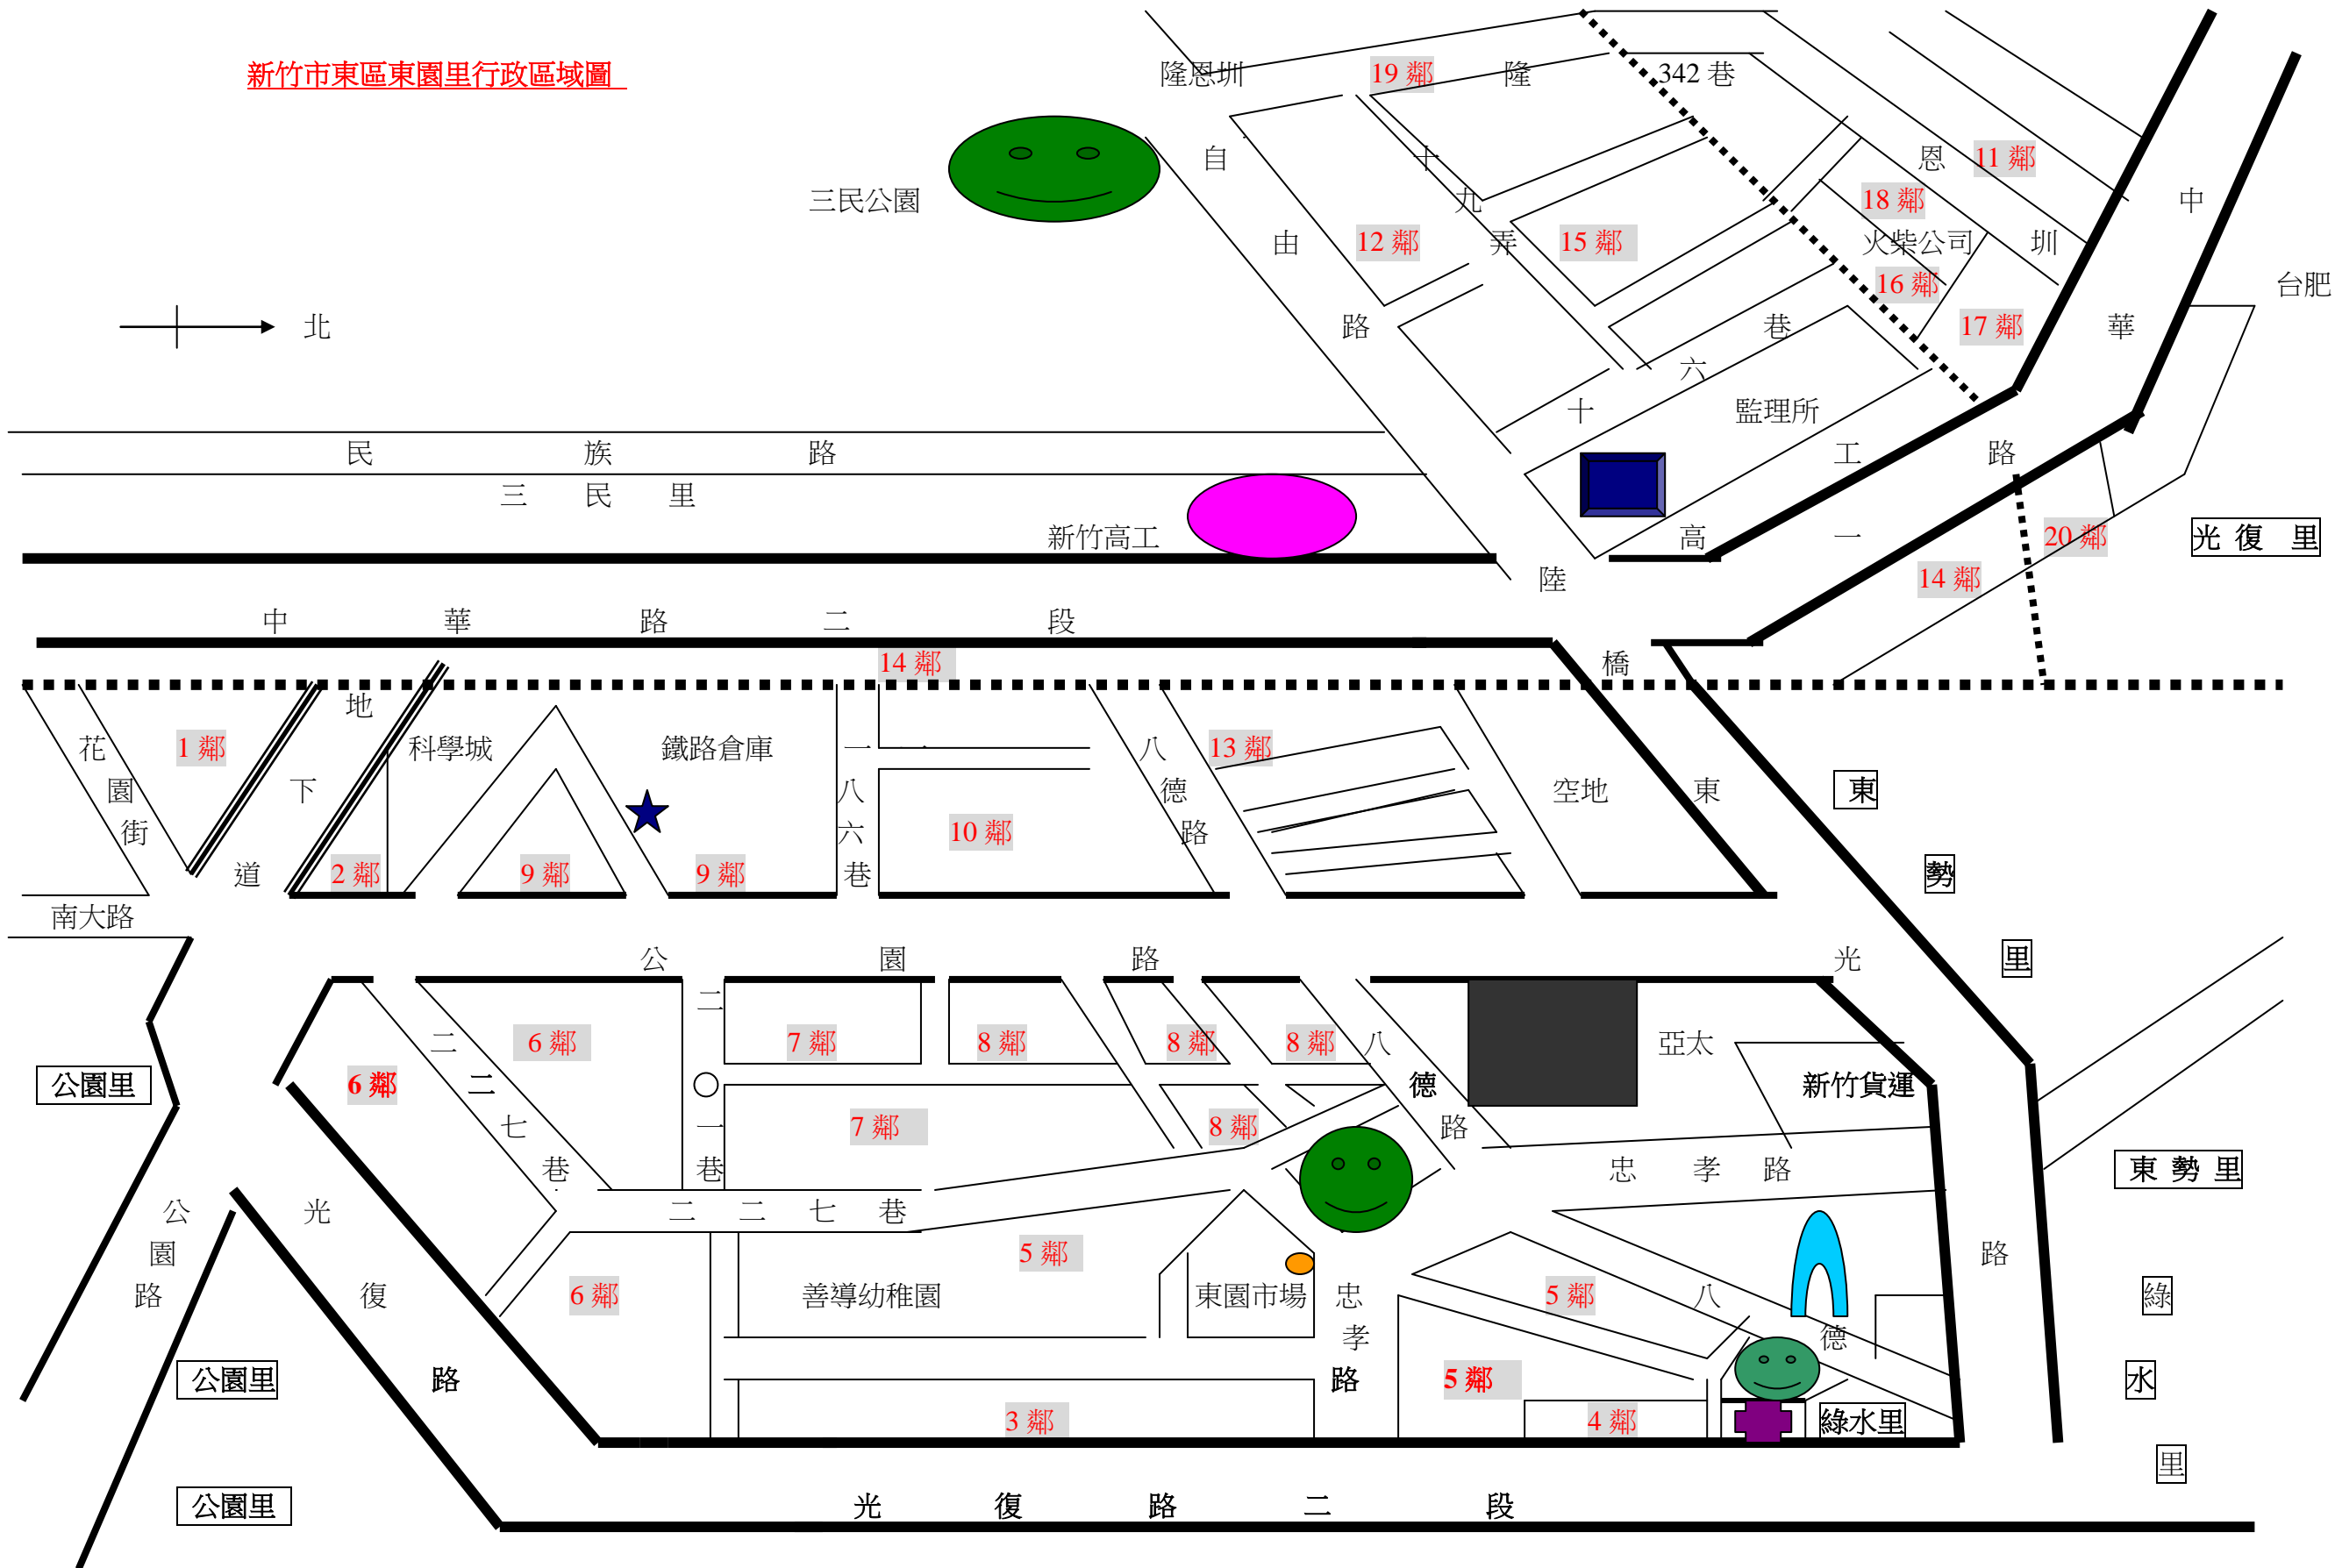 新竹市東區東園里行政區域圖
隆恩圳
19 鄰
隆
342 巷
自
十
恩
11 鄰
三民公園
九
18 鄰
中
由
12 鄰
弄
15 鄰
火柴公司
圳
16 鄰
台肥
北
路
巷
17 鄰
華
六
十
監理所
民 族 路
工
路
三 民 里
新竹高工
高
一
20 鄰
光 復 里
陸
14 鄰
中 華 路 二 段
橋
14 鄰
地
花
1 鄰
科學城
鐵路倉庫
一 一
八
13 鄰
園
下
八
德
空地
東
東
街
六
10 鄰
路
道
2 鄰
9 鄰
9 鄰
巷
勢
南大路
公 園 路
光
里
二
二
6 鄰
7 鄰
8 鄰
8 鄰
8 鄰
八
亞太
公園里
6 鄰
二
○
德
新竹貨運
七
一
7 鄰
8 鄰
路
巷
巷
忠 孝 路
東 勢 里
公
光
二 二 七 巷
園
5 鄰
路
路
復
6 鄰
善導幼稚園
東園市場
忠
5 鄰
八
綠
孝
德
公園里
路
路
5 鄰
水
3 鄰
4 鄰
綠水里
里
公園里
光 復 路 二 段